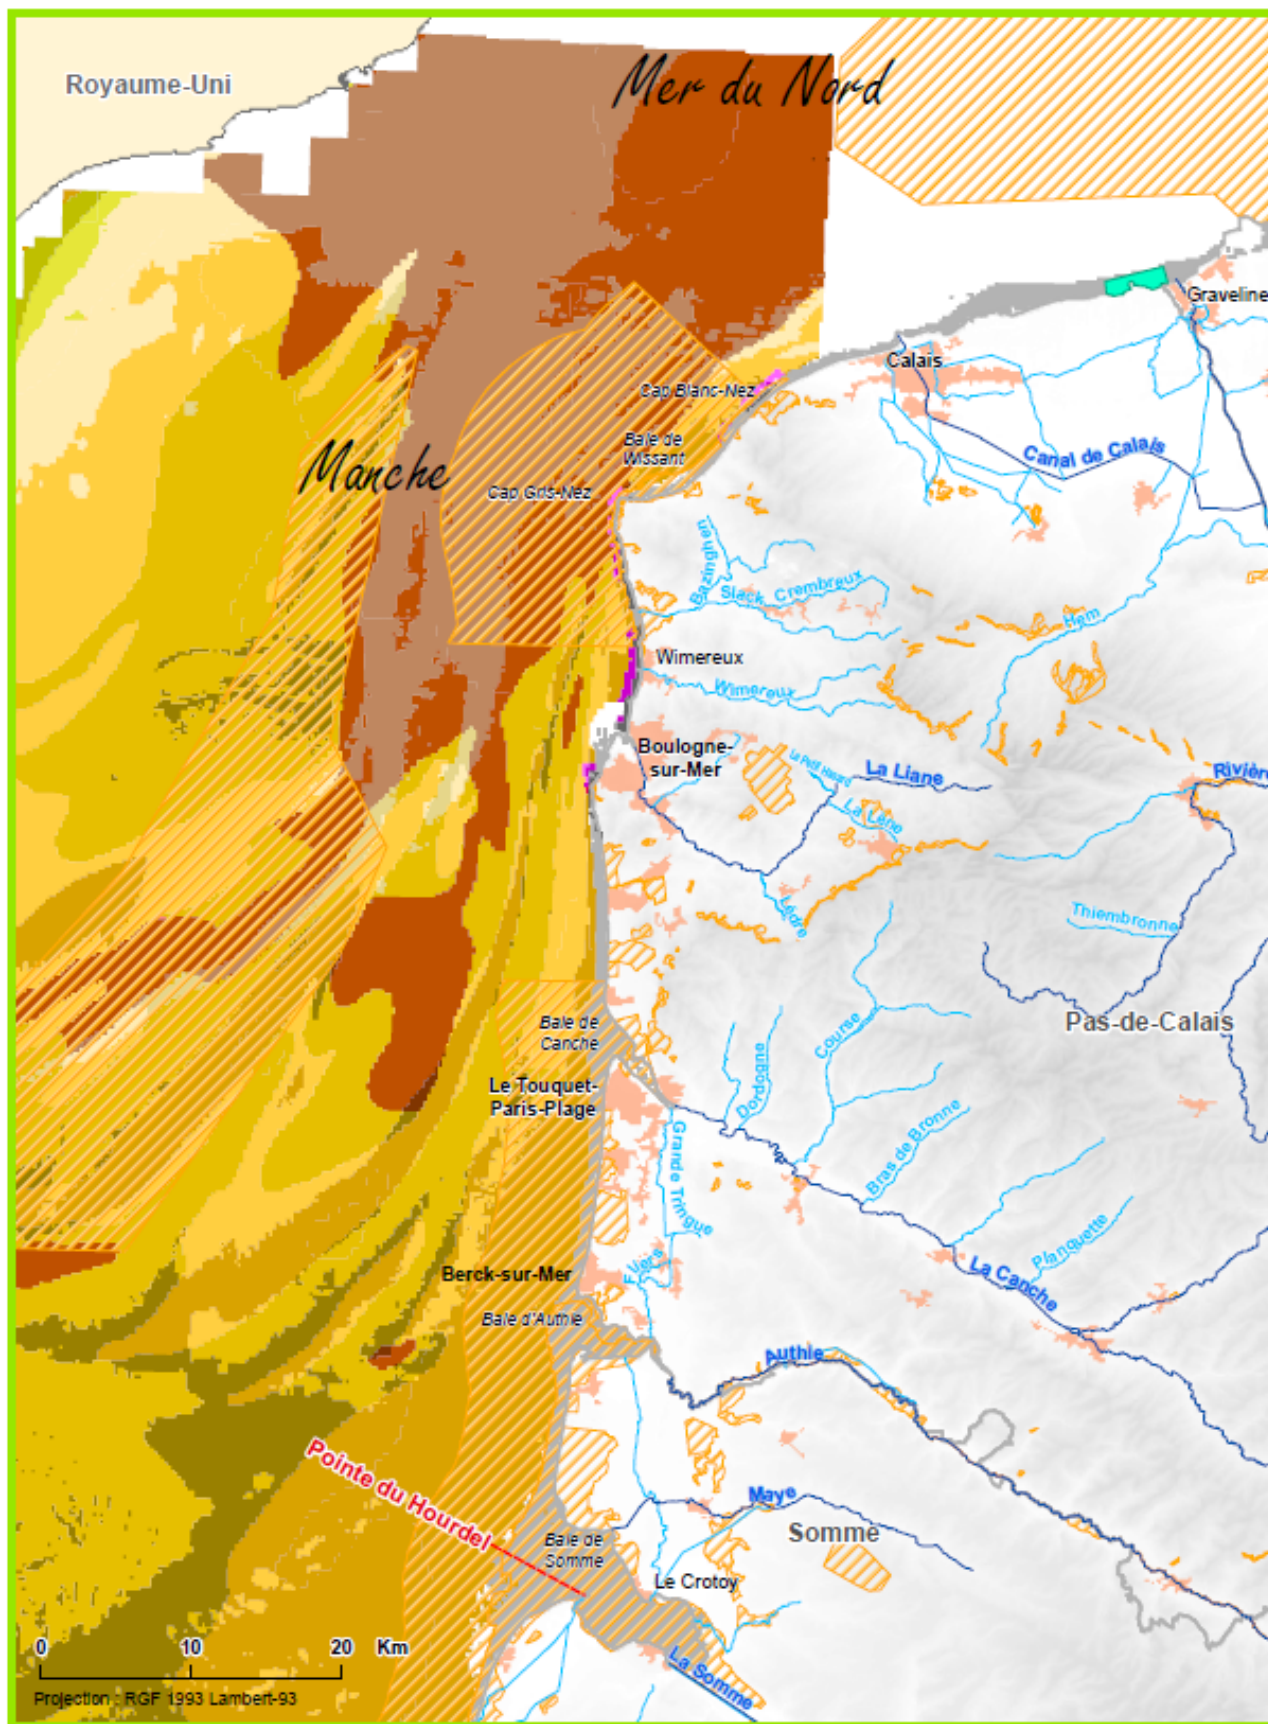 Royaume-Uni
Mer du Nord
Graveline
Calais
Cap Blanc-Nez
Baie de
Wissant
Manche
Canal de Calais
Cap Gris-Nez
Bazinghen
Slack
Crembreux
Hem
Wimereux
Wimereux
Boulogne-
sur-Mer
Le Petit Hasard
La Liane
Rivière
La Lène
Lédre
Thiembronne
Baie de
Canche
Course
Pas-de-Calais
Dordogne
Le Touquet-
Paris-Plage
Grande Tringue
Bras de Bronne
Planquette
F Vers
Berck-sur-Mer
La Canche
Baie d'Authie
Authie
Pointe du Hourdel
Maye
Somme
Baie de
Somme
Le Crotoy
0 10 20 Km
La Somme
Projection : RGF 1993 Lambert-93